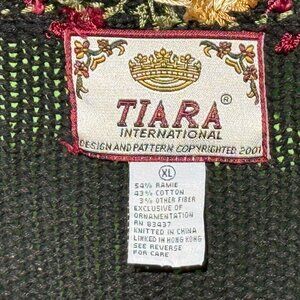 TIARA ®
INTERNATIONAL
DESIGN AND PATTERN COPYRIGHTED 2001
XL
54% RAMIE
43% COTTON
3% OTHER FIBER
EXCLUSIVE OF
ORNAMENTATION
RN 83437
KNITTED IN CHINA
LINKED IN HONG KONG
SEE REVERSE
FOR CARE